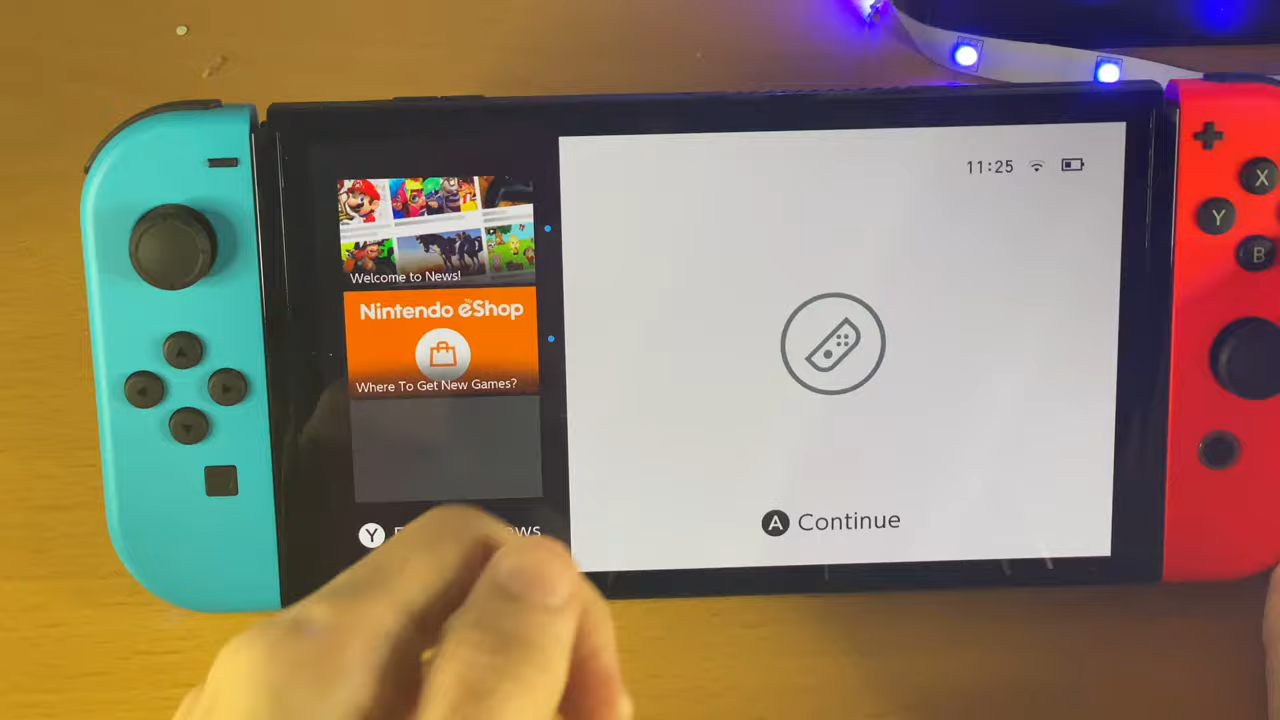 11:25
Welcome to News!
Nintendo eShop
Where To Get New Games?
Y
A Continue
X
Y
B